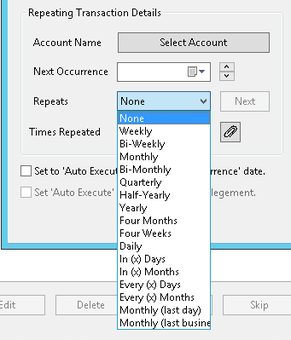 Repeating Transaction Details
Account Name Select Account
Next Occurrence
Repeats None Next
None
Weekly
Bi-Weekly
Monthly
Bi-Monthly
Quarterly
Half-Yearly
Yearly
Four Months
Four Weeks
Daily
In (x) Days
In (x) Months
Every (x) Days
Every (x) Months
Monthly (last day)
Monthly (last busine
Times Repeated
Set to 'Auto Execute rrence' date.
Set 'Auto Execute' legement.
Edit Delete Skip